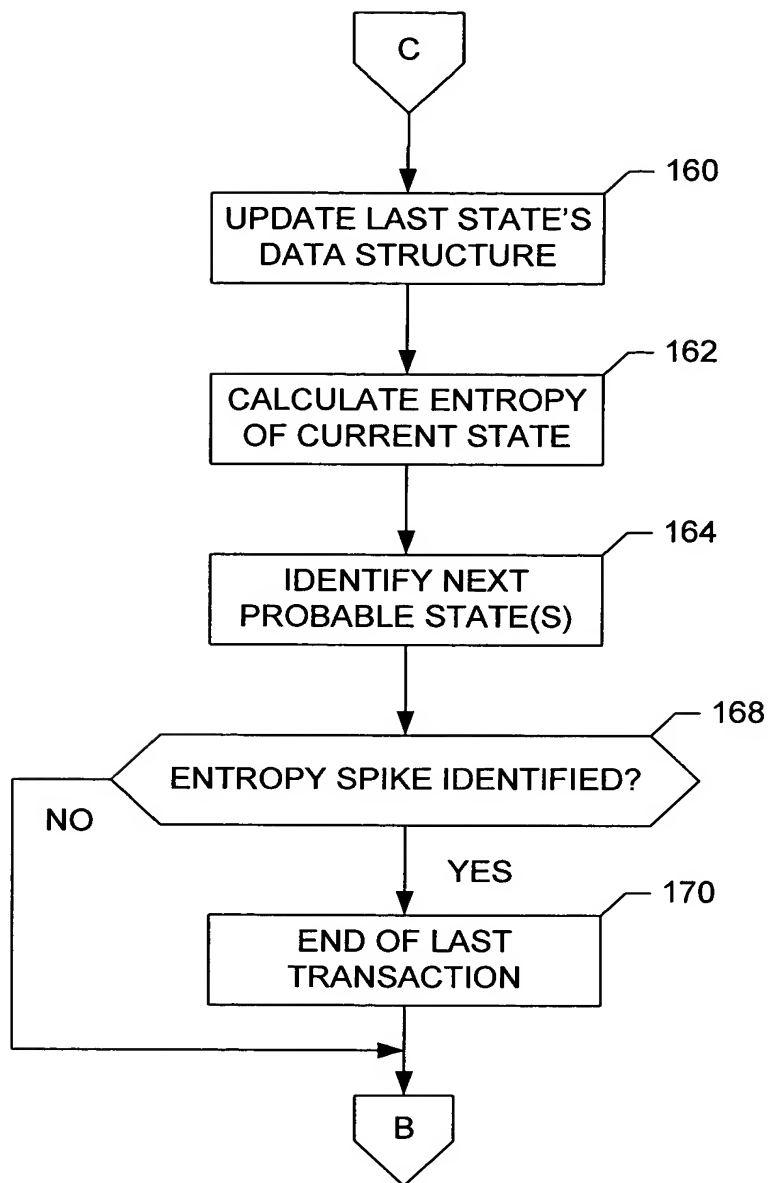 C
160
UPDATE LAST STATE'S
DATA STRUCTURE
162
CALCULATE ENTROPY
OF CURRENT STATE
164
IDENTIFY NEXT
PROBABLE STATE(S)
168
ENTROPY SPIKE IDENTIFIED?
NO
YES
170
END OF LAST
TRANSACTION
B